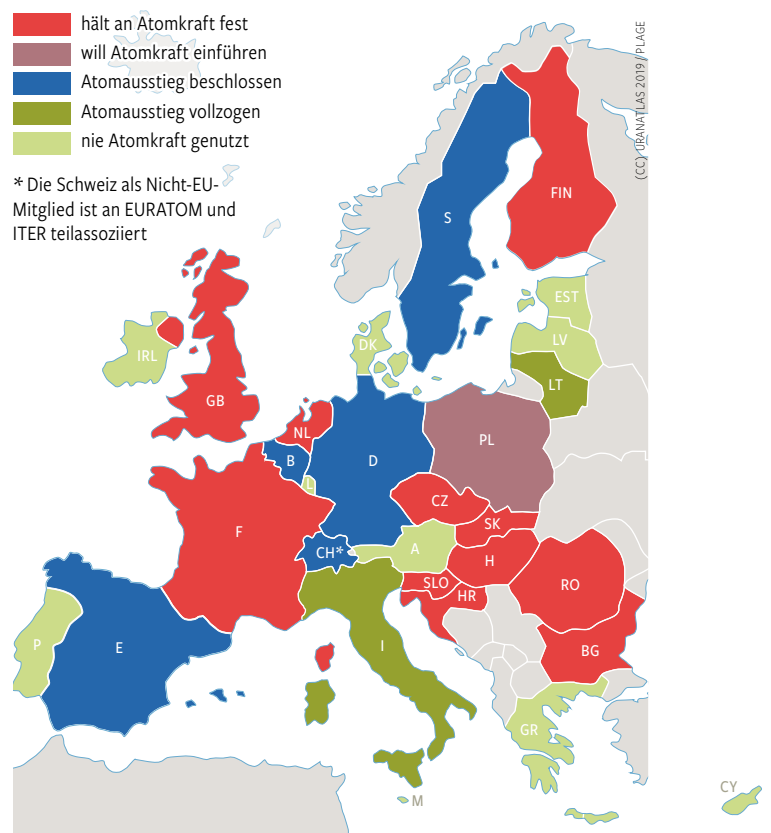 hält an Atomkraft fest
will Atomkraft einführen
Atomausstieg beschlossen
Atomausstieg vollzogen
nie Atomkraft genutzt
* Die Schweiz als Nicht-EU-
Mitglied ist an EURATOM und
ITER teilassoziiert
(CC) URANATLAS 2019 / PLAGE
FIN
S
EST
LV
LT
DK
IRL
GB
NL
PL
B
D
L
CZ
SK
F
CH*
A
H
SLO
HR
RO
BG
P
E
I
GR
M
CY